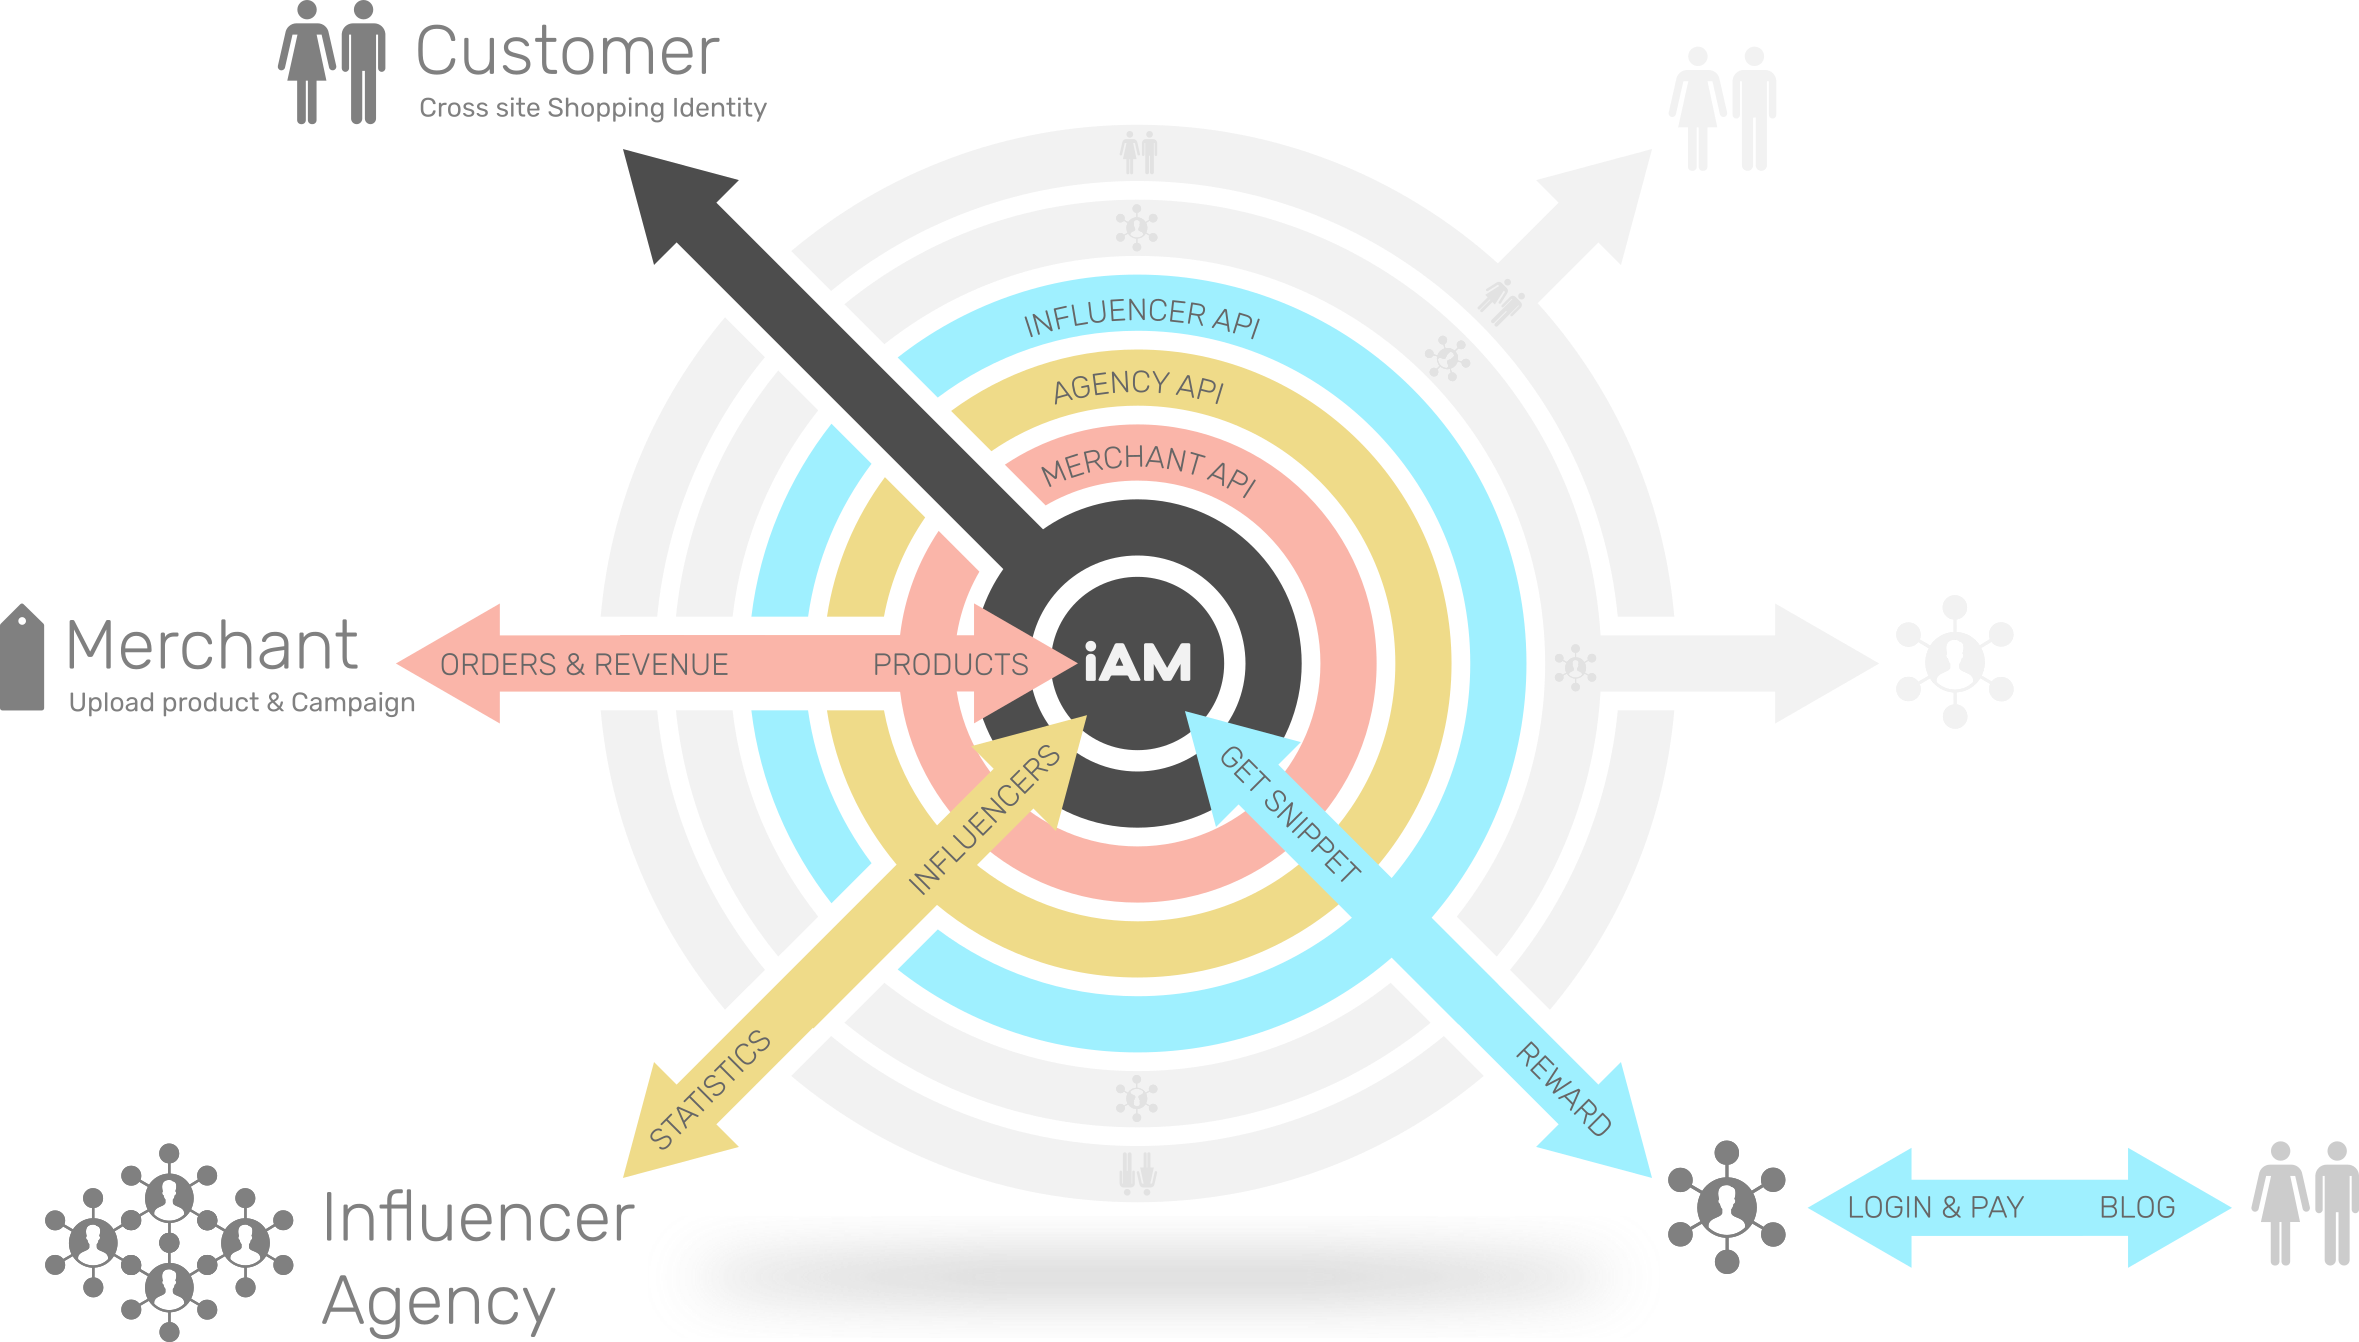 Customer
Cross site Shopping Identity
INFLUENCER API
AGENCY API
MERCHANT API
Merchant
Upload product & Campaign
ORDERS & REVENUE
PRODUCTS
iAM
INFLUENCERS
STATISTICS
GET SNIPPET
REWARD
Influencer
Agency
LOGIN & PAY
BLOG